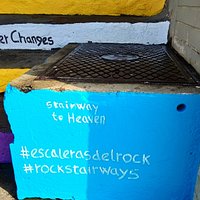 er Changes
stairway
to Heaven
#escalerasdelrock
#rockstairways